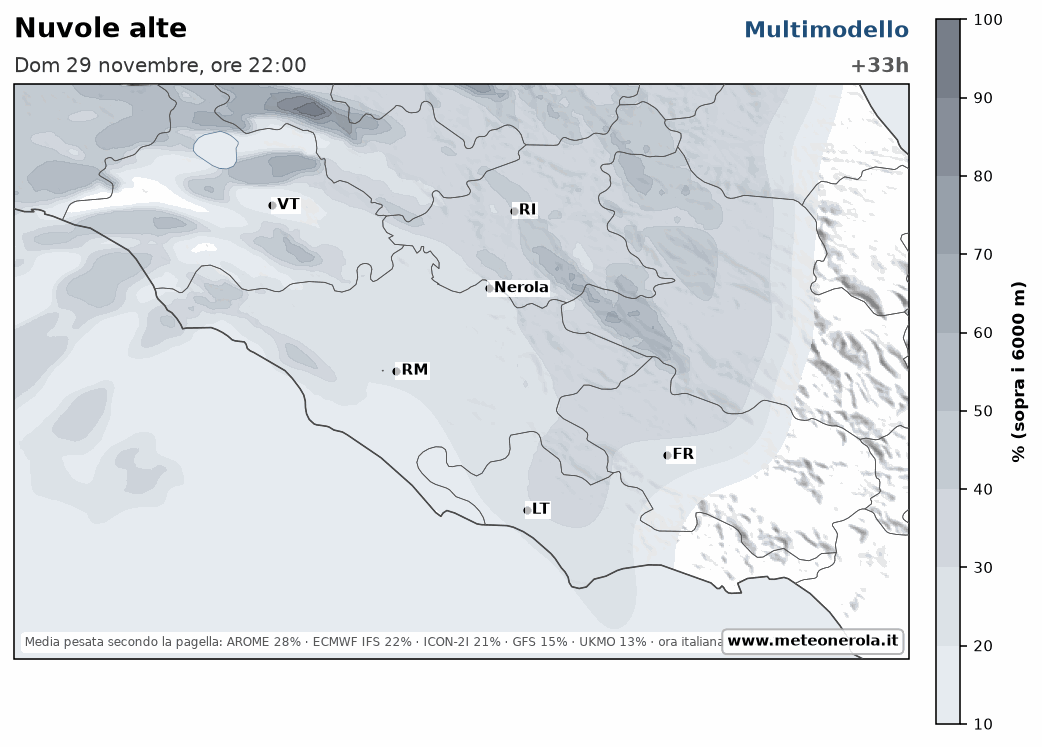 Nuvole alte
Multimodello
Dom 29 novembre, ore 22:00
+33h
100
90
80
70
60
50
40
30
20
10
% (sopra i 6000 m)
VT
RI
Nerola
RM
FR
LT
Media pesata secondo la pagella: AROME 28% · ECMWF IFS 22% · ICON-2I 21% · GFS 15% · UKMO 13% · ora italiana
www.meteonerola.it